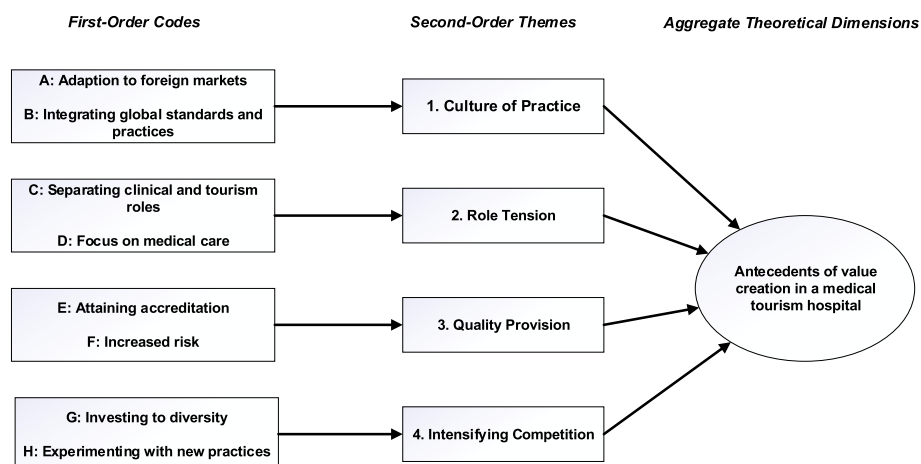 First-Order Codes
Second-Order Themes
Aggregate Theoretical Dimensions
A: Adaption to foreign markets
B: Integrating global standards and
practices
1. Culture of Practice
C: Separating clinical and tourism
roles
D: Focus on medical care
2. Role Tension
E: Attaining accreditation
F: Increased risk
3. Quality Provision
G: Investing to diversity
H: Experimenting with new practices
4. Intensifying Competition
Antecedents of value
creation in a medical
tourism hospital